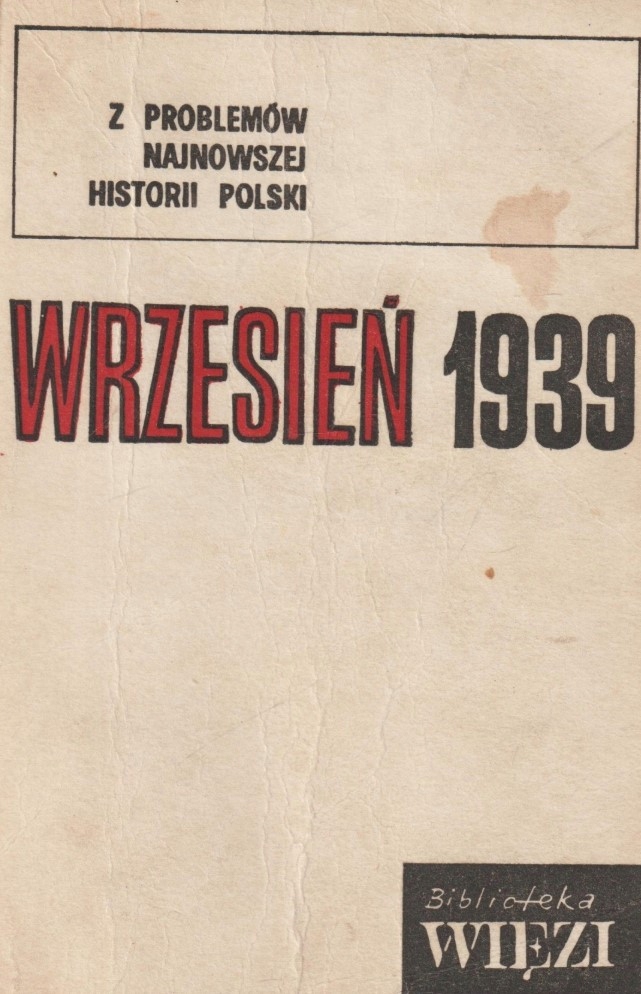 Z PROBLEMÓW
NAJNOWSZEJ
HISTORII POLSKI
WRZESIEŃ 1939
Biblioteka
WIĘZI